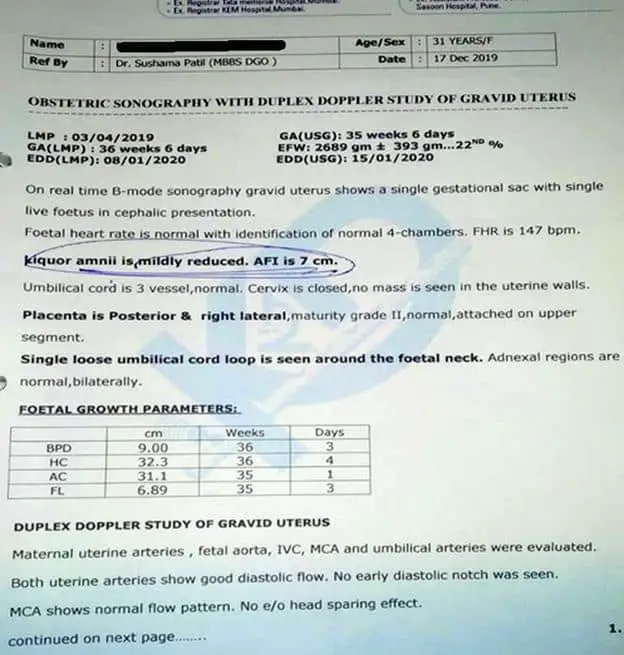 • Ex. Registrar Tata memorial Hospital,Mumbai.
• Ex. Registrar KEM Hospital,Mumbai.
Sassoon Hospital, Pune.
Name : Age/Sex : 31 YEARS/F
Ref By : Dr. Sushama Patil (MBBS DGO ) Date : 17 Dec 2019
OBSTETRIC SONOGRAPHY WITH DUPLEX DOPPLER STUDY OF GRAVID UTERUS
LMP : 03/04/2019 GA(USG): 35 weeks 6 days
GA(LMP) : 36 weeks 6 days EFW: 2689 gm ± 393 gm...22ND %
EDD(LMP): 08/01/2020 EDD(USG): 15/01/2020
On real time B-mode sonography gravid uterus shows a single gestational sac with single
live foetus in cephalic presentation.
Foetal heart rate is normal with identification of normal 4-chambers. FHR is 147 bpm.
Liquor amnii is mildly reduced. AFI is 7 cm.
Umbilical cord is 3 vessel,normal. Cervix is closed,no mass is seen in the uterine walls.
Placenta is Posterior & right lateral,maturity grade II,normal,attached on upper
segment.
Single loose umbilical cord loop is seen around the foetal neck. Adnexal regions are
normal,bilaterally.
FOETAL GROWTH PARAMETERS:
cm Weeks Days
BPD 9.00 36 3
HC 32.3 36 4
AC 31.1 35 1
FL 6.89 35 3
DUPLEX DOPPLER STUDY OF GRAVID UTERUS
Maternal uterine arteries , fetal aorta, IVC, MCA and umbilical arteries were evaluated.
Both uterine arteries show good diastolic flow. No early diastolic notch was seen.
MCA shows normal flow pattern. No e/o head sparing effect.
continued on next page........
1.